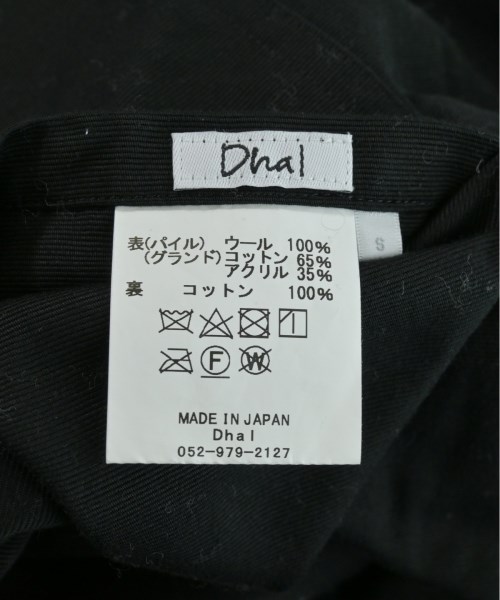 Dhal
S
表(パイル) ウール 100%
(グランド)コットン 65%
アクリル 35%
裏 コットン 100%
F W
MADE IN JAPAN
Dhal
052-979-2127